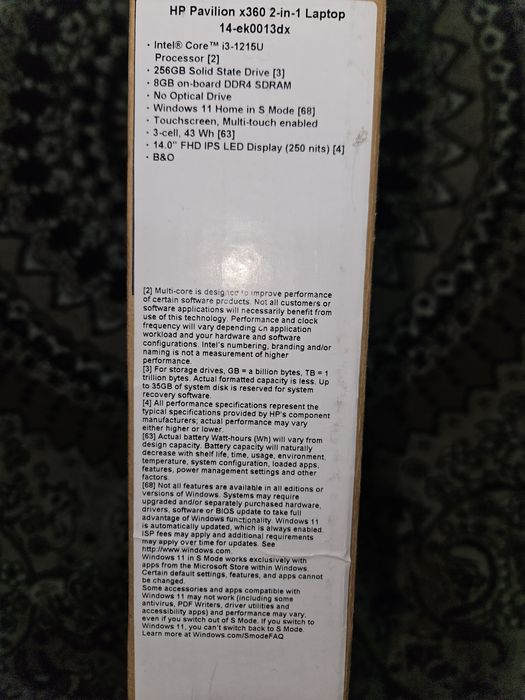 HP Pavilion x360 2-in-1 Laptop
14-ek0013dx
· Intel® Core™ i3-1215U
Processor [2]
· 256GB Solid State Drive [3]
· 8GB on-board DDR4 SDRAM
· No Optical Drive
· Windows 11 Home in S Mode [68]
· Touchscreen, Multi-touch enabled
· 3-cell, 43 Wh [63]
· 14.0" FHD IPS LED Display (250 nits) [4]
· B&O
[2] Multi-core is designed to improve performance
of certain software products. Not all customers or
software applications will necessarily benefit from
use of this technology. Performance and clock
frequency will vary depending on application
workload and your hardware and software
configurations. Intel's numbering, branding and/or
naming is not a measurement of higher
performance.
[3] For storage drives, GB = a billion bytes, TB = 1
trillion bytes. Actual formatted capacity is less. Up
to 35GB of system disk is reserved for system
recovery software.
[4] All performance specifications represent the
typical specifications provided by HP's component
manufacturers; actual performance may vary
either higher or lower.
[63] Actual battery Watt-hours (Wh) will vary from
design capacity. Battery capacity will naturally
decrease with shelf life, time, usage, environment,
temperature, system configuration, loaded apps,
features, power management settings and other
factors.
[68] Not all features are available in all editions or
versions of Windows. Systems may require
upgraded and/or separately purchased hardware,
drivers, software or BIOS update to take full
advantage of Windows functionality. Windows 11
is automatically updated, which is always enabled.
ISP fees may apply and additional requirements
may apply over time for updates. See
http://www.windows.com.
Windows 11 in S Mode works exclusively with
apps from the Microsoft Store within Windows.
Certain default settings, features, and apps cannot
be changed.
Some accessories and apps compatible with
Windows 11 may not work (including some
antivirus, PDF Writers, driver utilities and
accessibility apps) and performance may vary,
even if you switch out of S Mode. If you switch to
Windows 11, you can't switch back to S Mode.
Learn more at Windows.com/SmodeFAQ